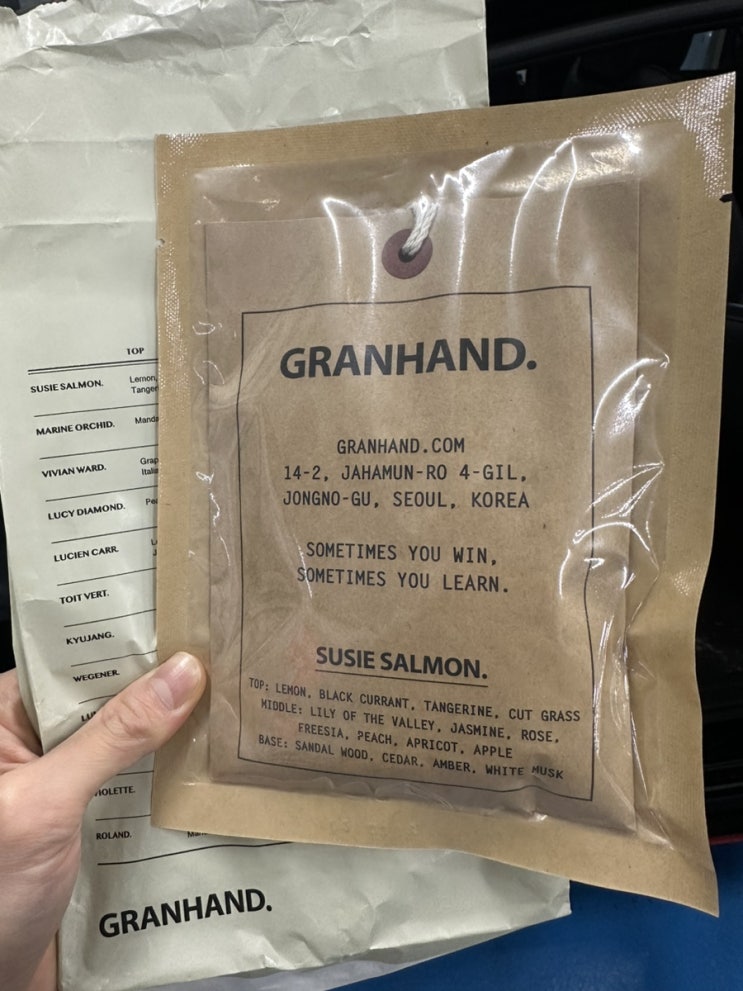 TOP
SUSIE SALMON.
Lemon,
MARINE ORCHID.
VIVIAN WARD.
LUCY DIAMOND.
LUCIEN CARR.
TOIT VERT.
KYUJANG.
WEGENER.
ROLAND.
GRANHAND.
GRANHAND.
GRANHAND.COM
14-2, JAHAMUN-RO 4-GIL,
JONGNO-GU, SEOUL, KOREA
SOMETIMES YOU WIN,
SOMETIMES YOU LEARN.
SUSIE SALMON.
TOP: LEMON, BLACK CURRANT, TANGERINE, CUT GRASS
MIDDLE: LILY OF THE VALLEY, JASMINE, ROSE,
FREESIA, PEACH, APRICOT, APPLE
BASE: SANDAL WOOD, CEDAR, AMBER, WHITE MUSK